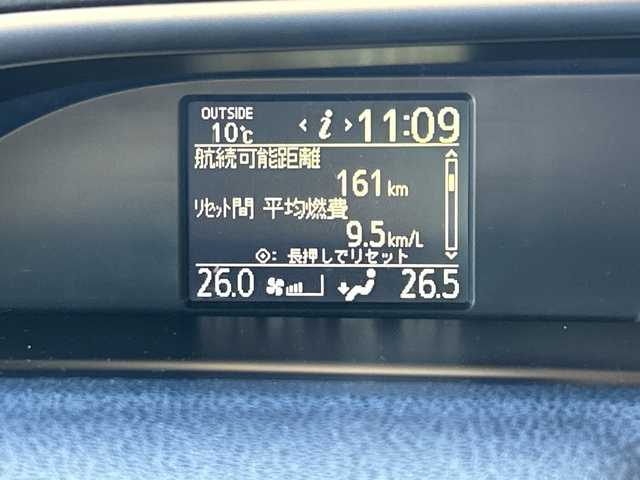 OUTSIDE
10℃ < i > 11:09
航続可能距離
161km
リセット間 平均燃費
9.5km/L
: 長押しでリセット
26.0 26.5